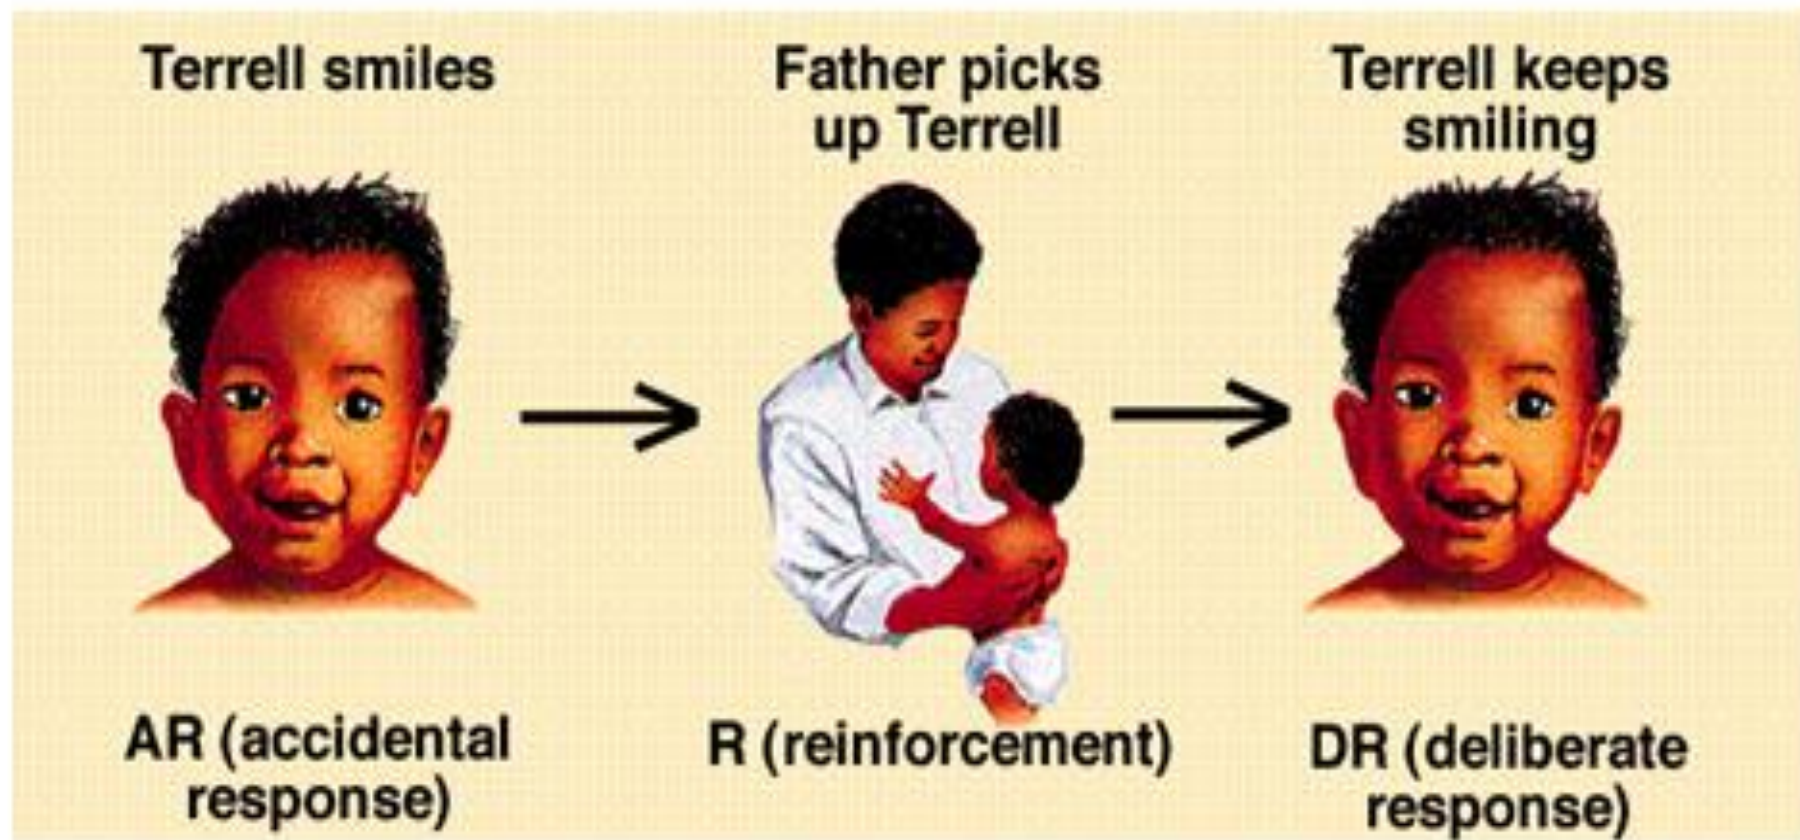 Terrell smiles
Father picks
up Terrell
Terrell keeps
smiling
AR (accidental
response)
R (reinforcement)
DR (deliberate
response)